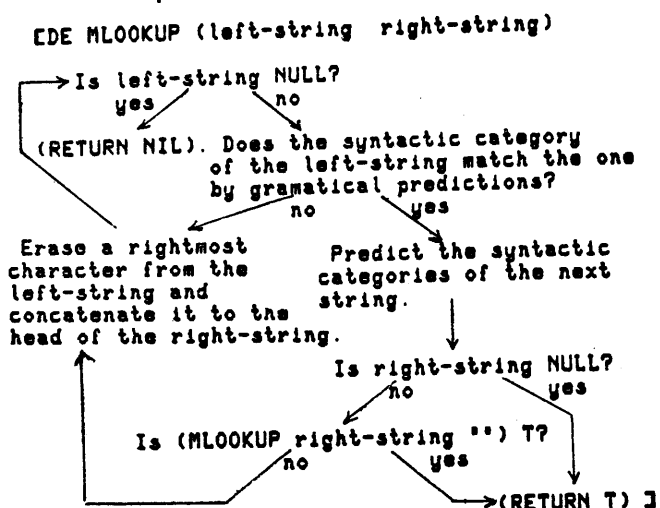 [DE MLOOKUP (left-string right-string)
Is left-string NULL?
yes no
(RETURN NIL). Does the syntactic category
of the left-string match the one
by gramatical predictions?
no yes
Erase a rightmost
character from the
left-string and
concatenate it to the
head of the right-string.
Predict the syntactic
categories of the next
string.
Is right-string NULL?
no yes
Is (MLOOKUP right-string "") T?
no yes
(RETURN T) ]